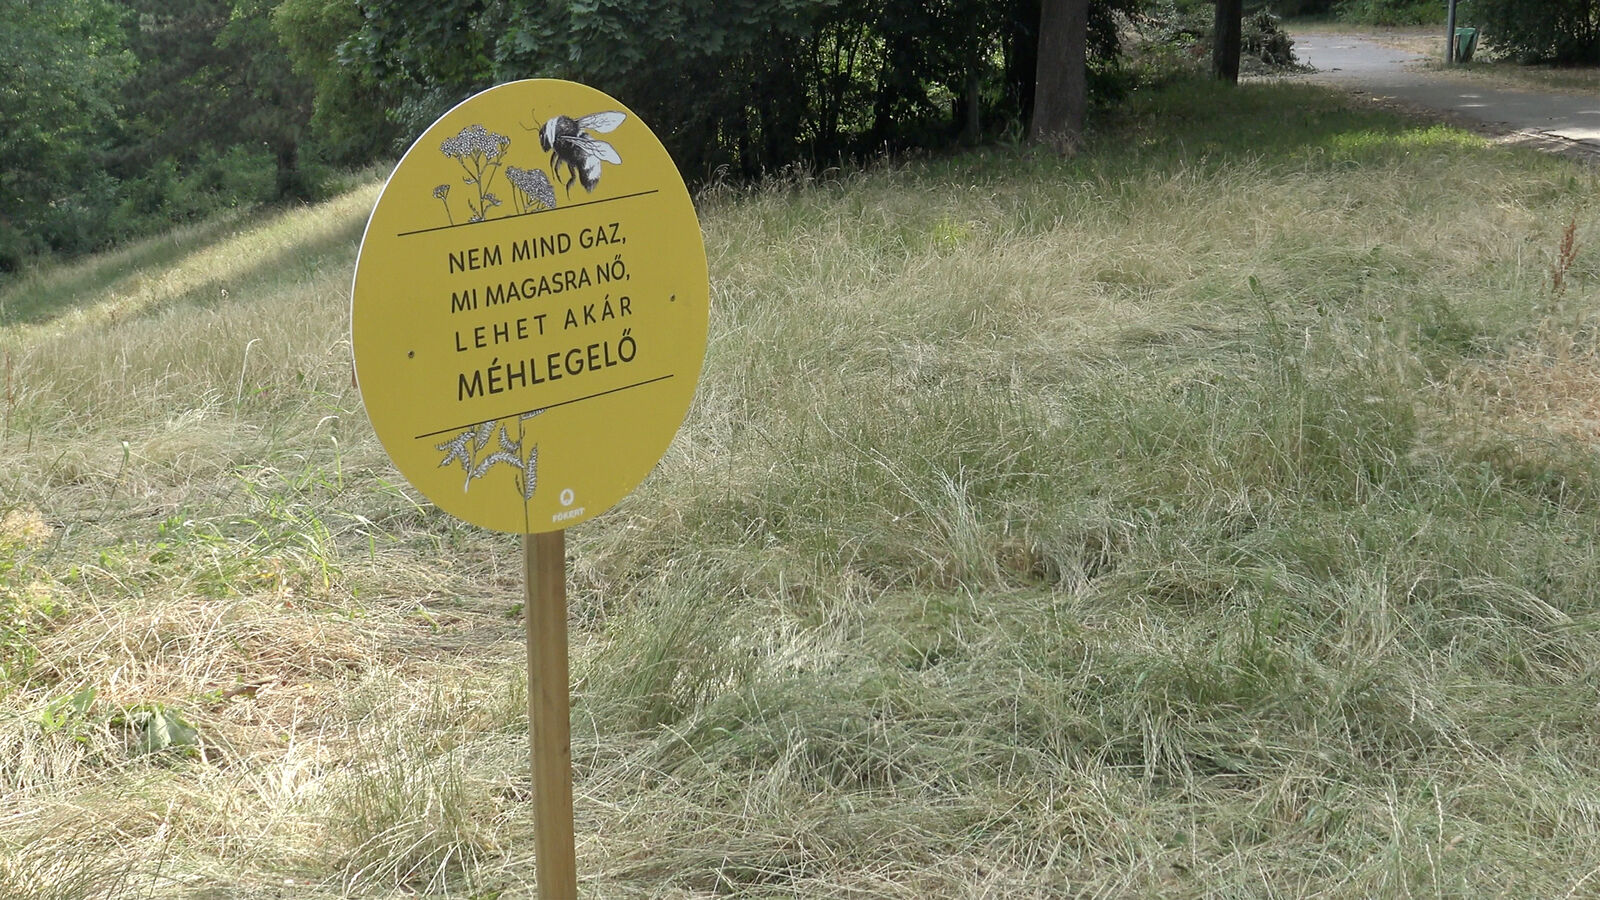 NEM MIND GAZ,
MI MAGASRA NŐ,
LEHET AKÁR
MÉHLEGELŐ
FŐKERT